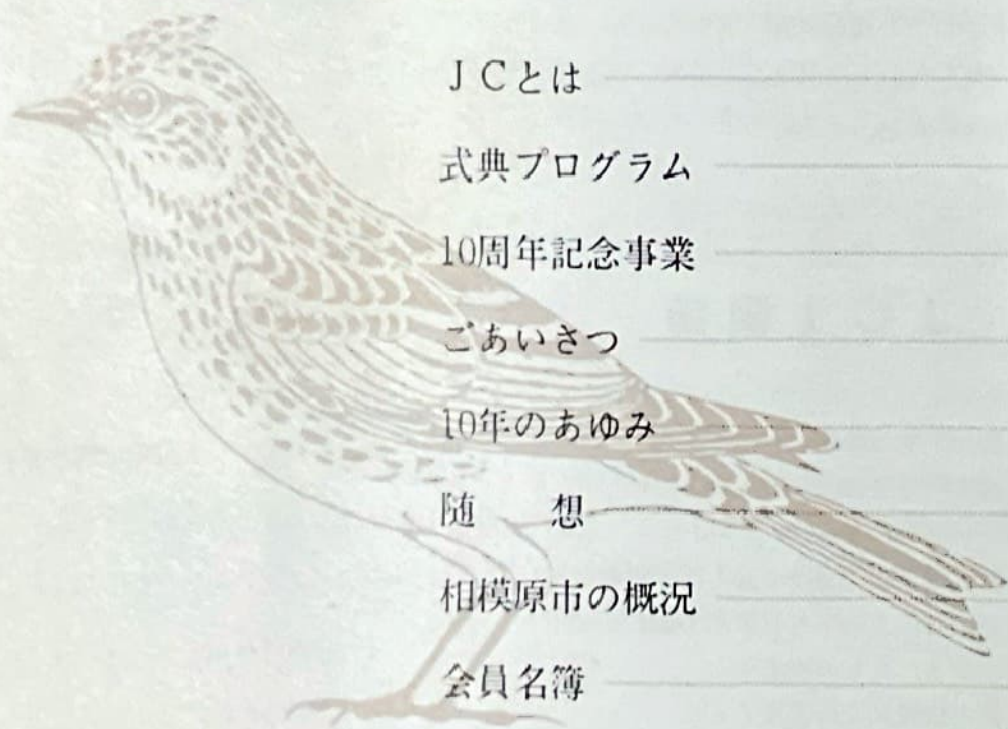 JCとは
式典プログラム
10周年記念事業
ごあいさつ
10年のあゆみ
随　　想
相模原市の概況
会員名簿